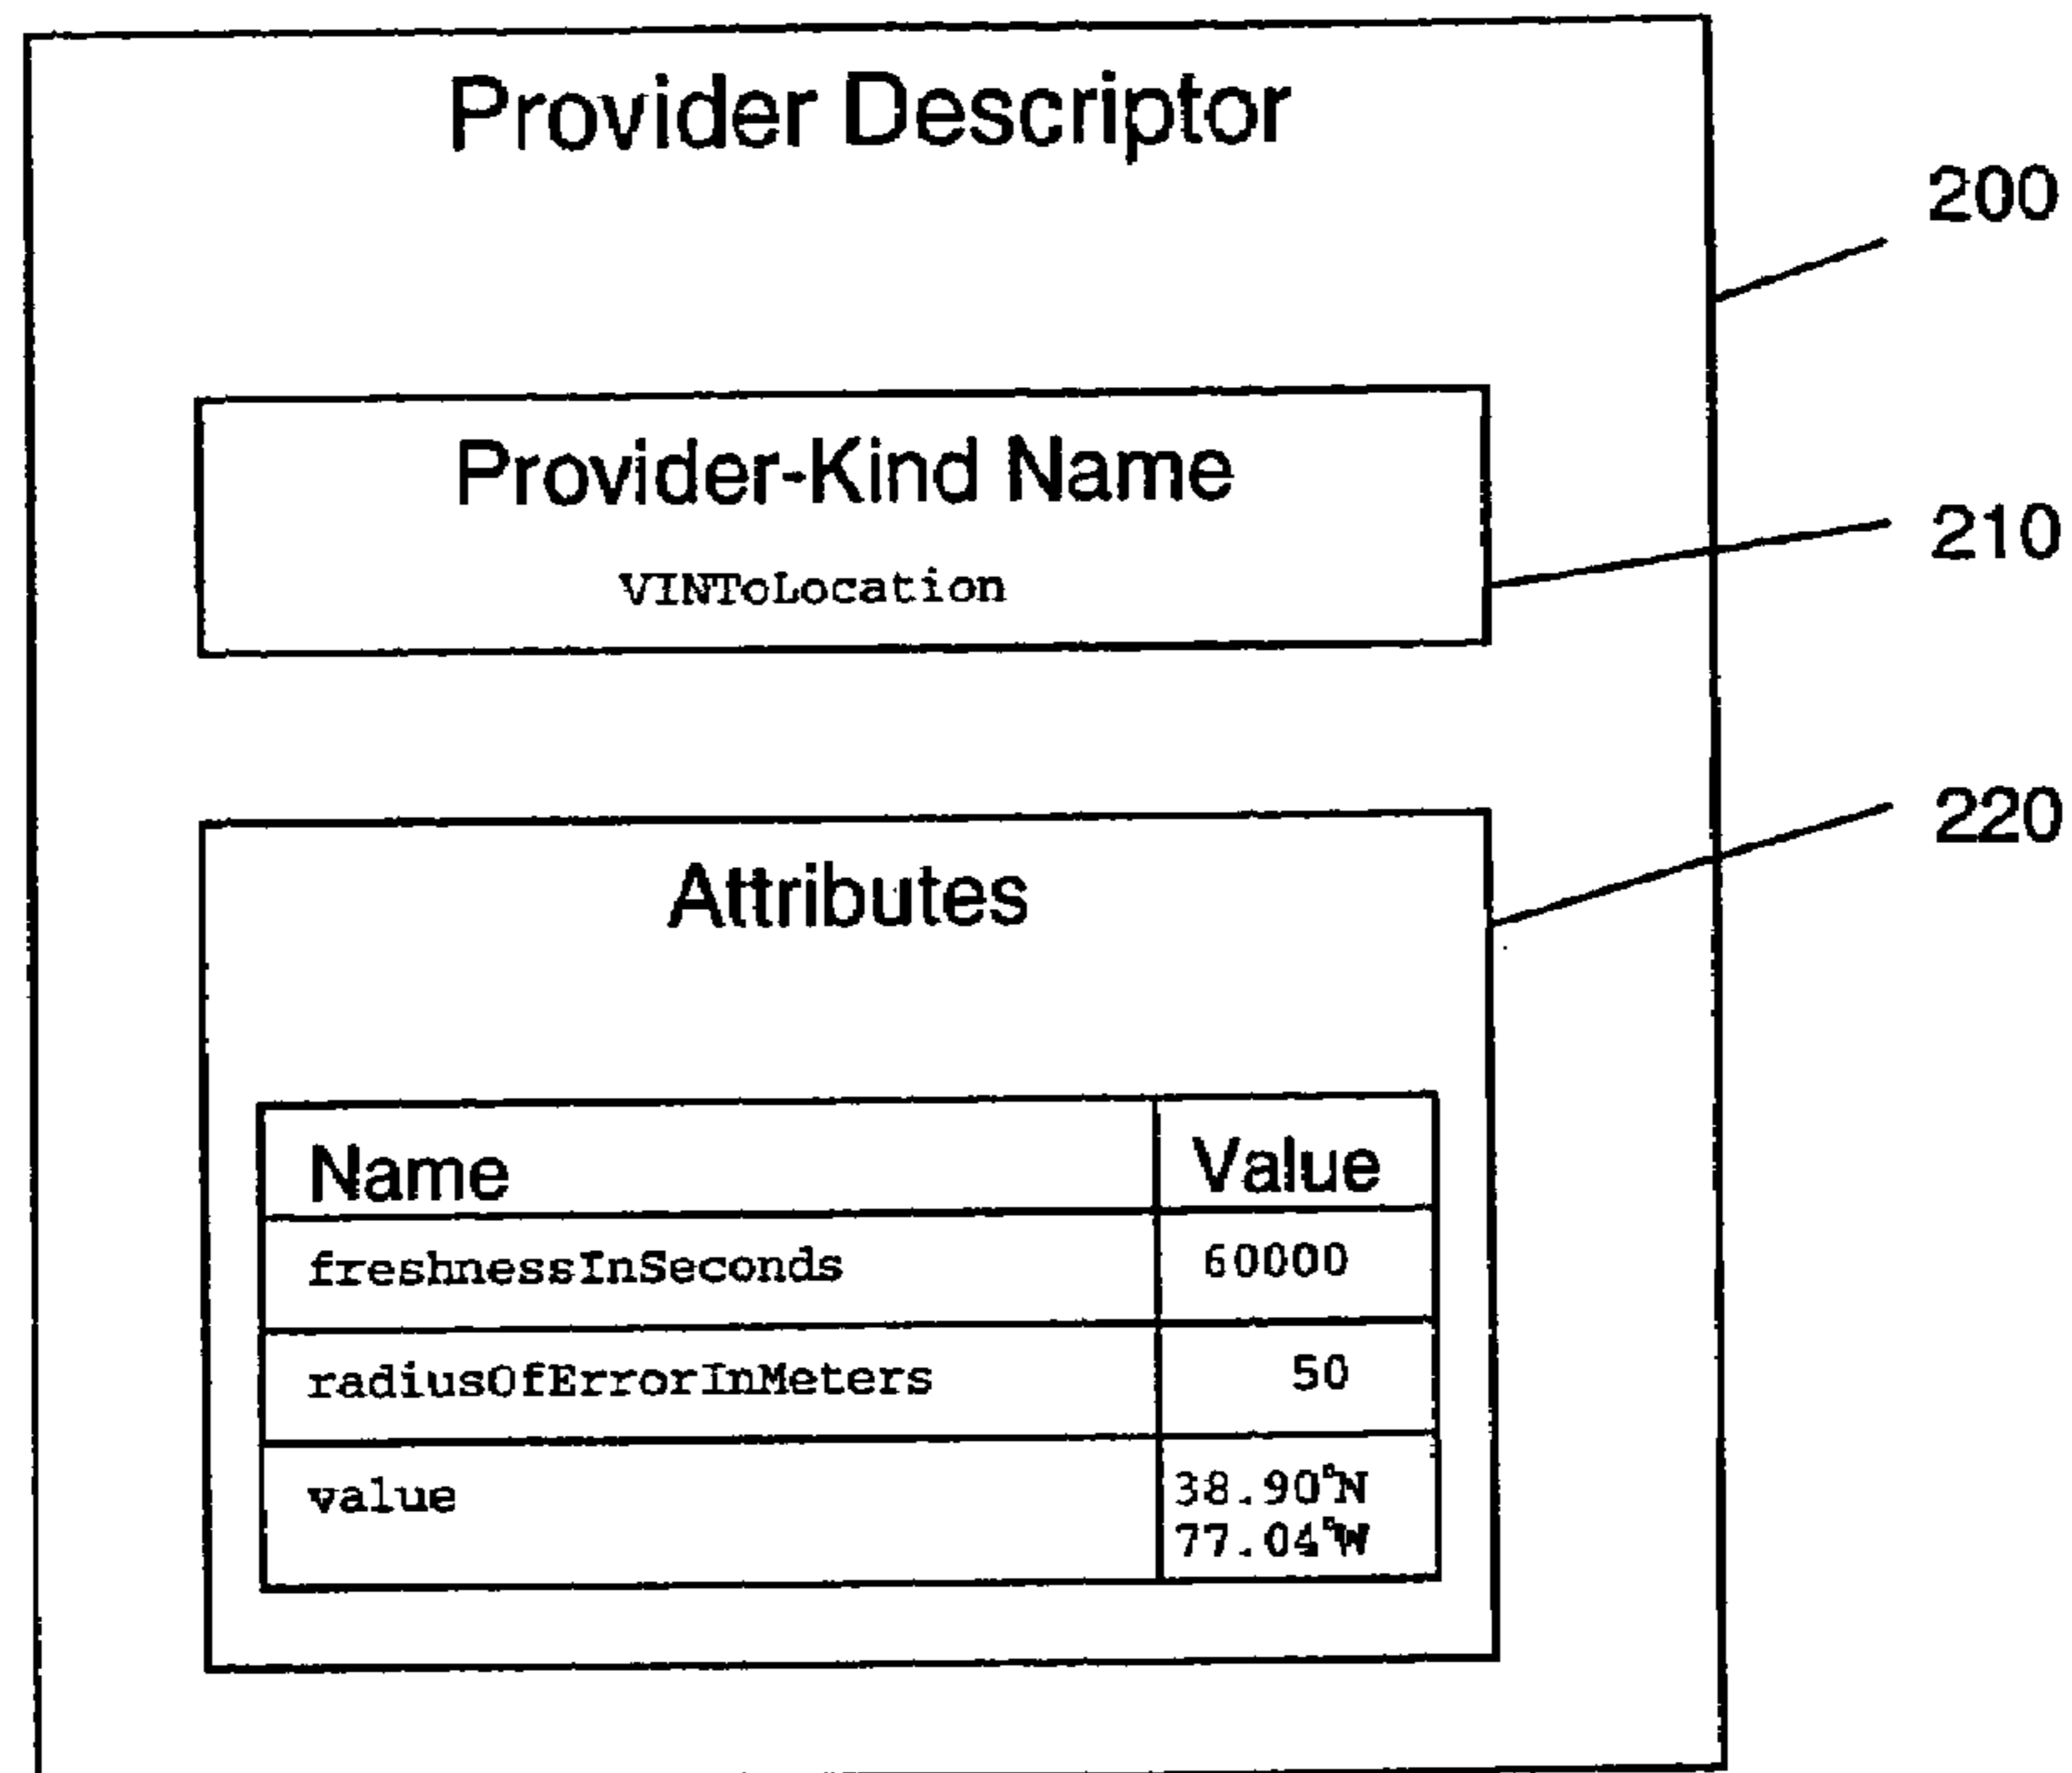 Provider Descriptor
200
Provider-Kind Name
VINToLocation
210
220
Attributes
Name Value
freshnessInSeconds 60000
radiusOfErrorInMeters 50
value 38.90°N
77.04°W